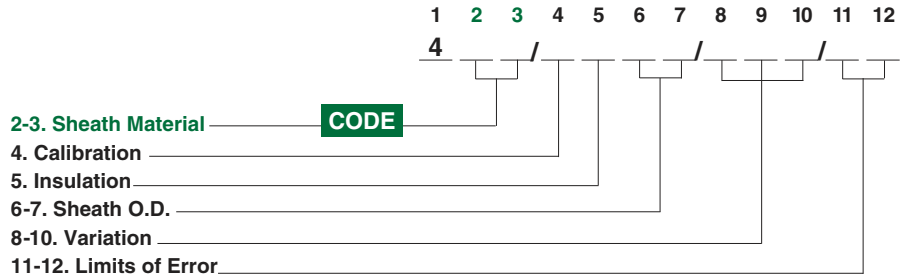 1 2 3 4 5 6 7 8 9 10 11 12
4 / / /
2-3. Sheath Material CODE
4. Calibration
5. Insulation
6-7. Sheath O.D.
8-10. Variation
11-12. Limits of Error